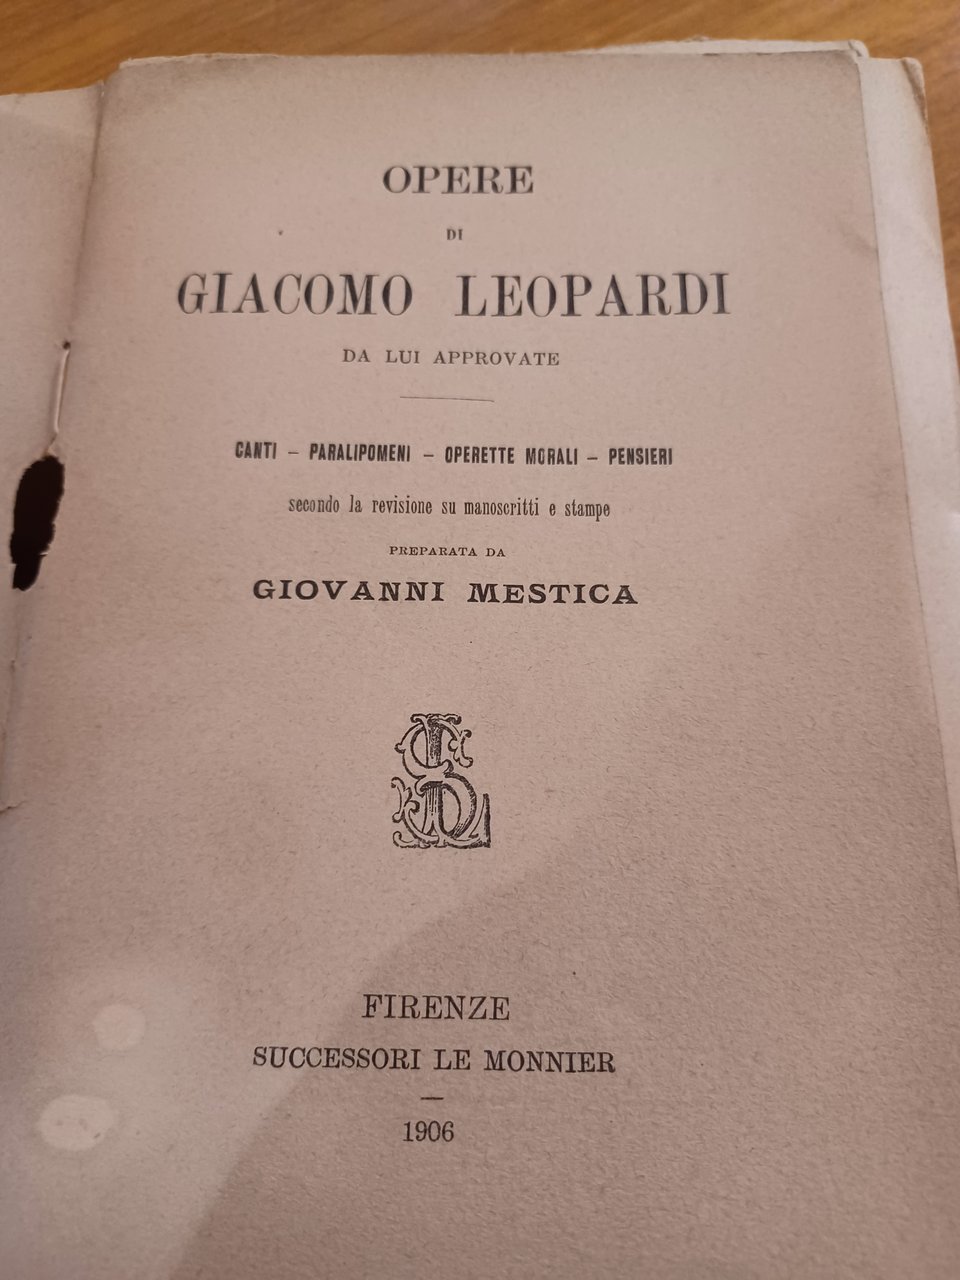 OPERE
DI
GIACOMO LEOPARDI
DA LUI APPROVATE
CANTI – PARALIPOMENI – OPERETTE MORALI – PENSIERI
secondo la revisione su manoscritti e stampe
PREPARATA DA
GIOVANNI MESTICA
FIRENZE
SUCCESSORI LE MONNIER
1906